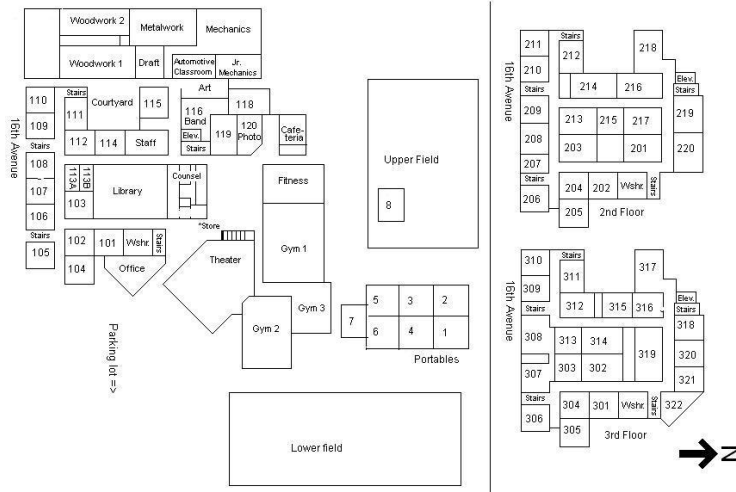 Woodwork 2
Metalwork
Mechanics
Woodwork 1
Draft
Automotive
Classroom
Jr.
Mechanics
Art
110
109
Stairs
111
Courtyard
115
116
Band
118
Elev.
Stairs
119
120
Photo
Cafe-
teria
112
114
Staff
16th Avenue
108
107
106
Stairs
105
113A
113B
103
Library
Counsel
Fitness
Gym 1
*Store
102
101
Wshr.
Stairs
104
Office
Theater
Gym 2
Gym 3
Parking lot =>
Upper Field
8
7
5
3
2
6
4
1
Portables
Lower field
16th Avenue
211
210
Stairs
209
208
207
Stairs
206
Stairs
212
214
216
218
Elev.
Stairs
219
220
213
215
217
203
201
204
202
Wshr.
Stairs
205
2nd Floor
16th Avenue
310
309
Stairs
308
307
Stairs
306
Stairs
311
312
315
316
317
Elev.
Stairs
318
320
321
322
313
314
303
302
319
304
301
Wshr.
Stairs
305
3rd Floor
N